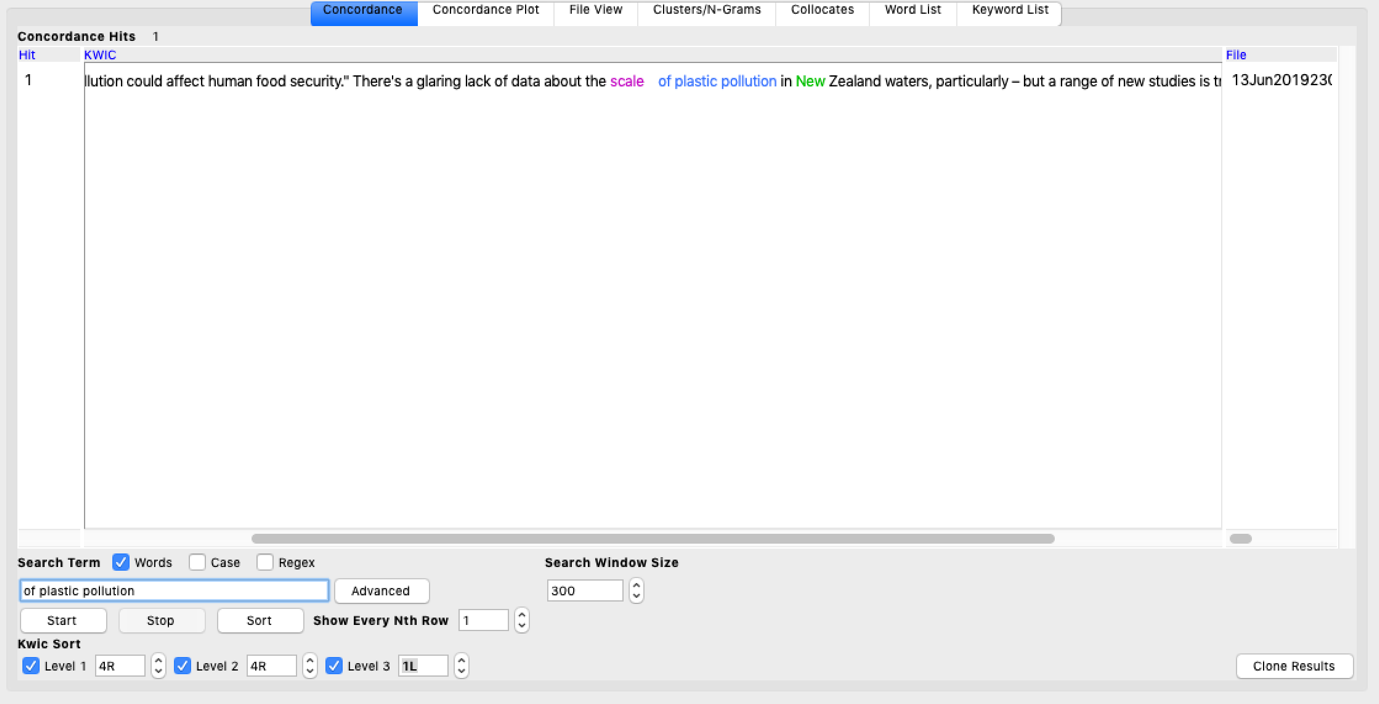 Concordance Concordance Plot File View Clusters/N-Grams Collocates Word List Keyword List
Concordance Hits 1
Hit KWIC File
1 llution could affect human food security." There's a glaring lack of data about the scale of plastic pollution in New Zealand waters, particularly – but a range of new studies is tr 13Jun201923(
Search Term Words Case Regex Search Window Size
of plastic pollution Advanced 300
Start Stop Sort Show Every Nth Row 1
Kwic Sort
Level 1 4R Level 2 4R Level 3 1L Clone Results